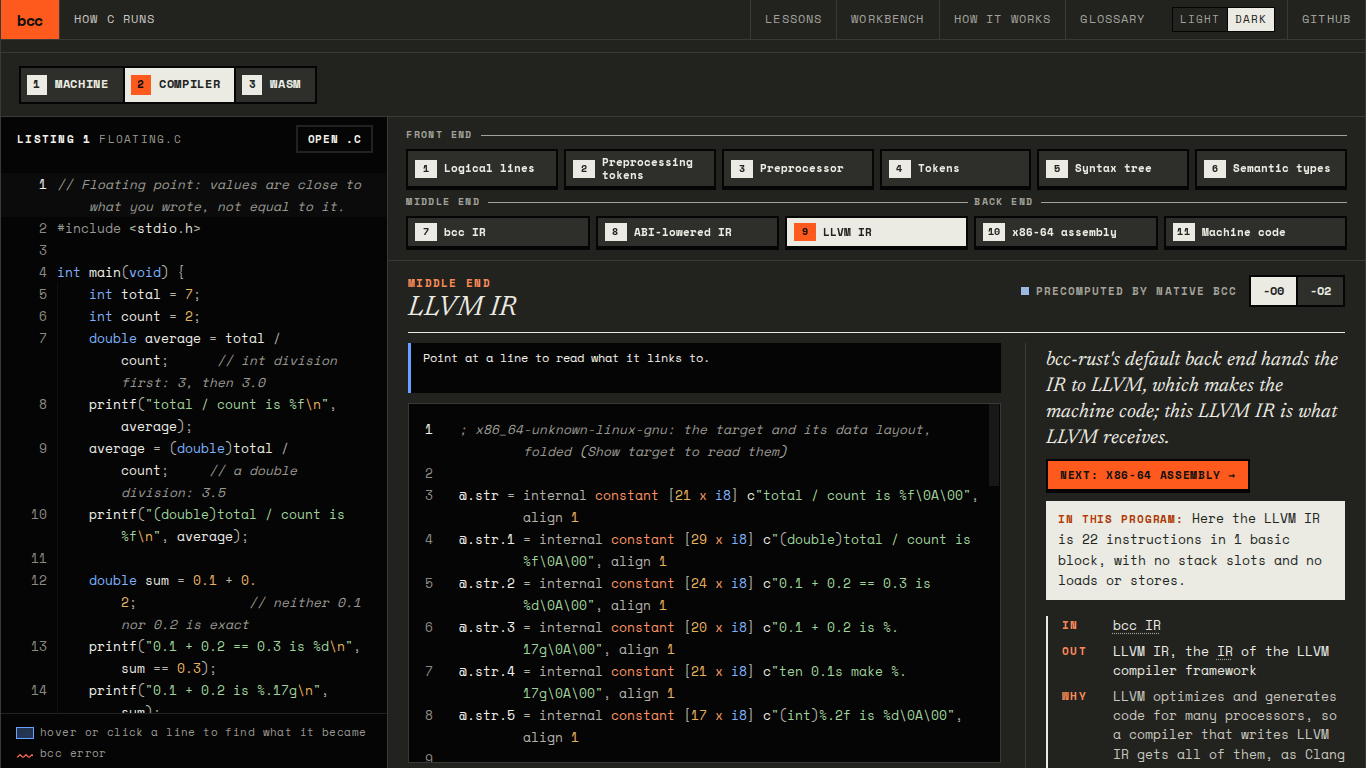 bcc HOW C RUNS LESSONS WORKBENCH HOW IT WORKS GLOSSARY LIGHT DARK GITHUB
1 MACHINE 2 COMPILER 3 WASM
LISTING 1 FLOATING.C OPEN .C
1 // Floating point: values are close to
what you wrote, not equal to it.
2 #include <stdio.h>
3
4 int main(void) {
5 int total = 7;
6 int count = 2;
7 double average = total /
count; // int division
first: 3, then 3.0
8 printf("total / count is %f\n",
average);
9 average = (double)total /
count; // a double
division: 3.5
10 printf("(double)total / count is
%f\n", average);
11
12 double sum = 0.1 + 0.
2; // neither 0.1
nor 0.2 is exact
13 printf("0.1 + 0.2 == 0.3 is %d\n",
sum == 0.3);
14 printf("0.1 + 0.2 is %.17g\n",
sum);
hover or click a line to find what it became
bcc error
FRONT END
1 Logical lines
2 Preprocessing
tokens
3 Preprocessor
4 Tokens
5 Syntax tree
6 Semantic types
MIDDLE END BACK END
7 bcc IR
8 ABI-lowered IR
9 LLVM IR
10 x86-64 assembly
11 Machine code
MIDDLE END
LLVM IR
PRECOMPUTED BY NATIVE BCC -O0 -O2
Point at a line to read what it links to.
1 ; x86_64-unknown-linux-gnu: the target and its data layout,
folded (Show target to read them)
2
3 @.str = internal constant [21 x i8] c"total / count is %f\0A\00",
align 1
4 @.str.1 = internal constant [29 x i8] c"(double)total / count is
%f\0A\00", align 1
5 @.str.2 = internal constant [24 x i8] c"0.1 + 0.2 == 0.3 is
%d\0A\00", align 1
6 @.str.3 = internal constant [20 x i8] c"0.1 + 0.2 is %.
17g\0A\00", align 1
7 @.str.4 = internal constant [21 x i8] c"ten 0.1s make %.
17g\0A\00", align 1
8 @.str.5 = internal constant [17 x i8] c"(int)%.2f is %d\0A\00",
align 1
9
bcc-rust's default back end hands the
IR to LLVM, which makes the
machine code; this LLVM IR is what
LLVM receives.
NEXT: X86-64 ASSEMBLY →
IN THIS PROGRAM: Here the LLVM IR
is 22 instructions in 1 basic
block, with no stack slots and no
loads or stores.
IN bcc IR
OUT LLVM IR, the IR of the LLVM
compiler framework
WHY LLVM optimizes and generates
code for many processors, so
a compiler that writes LLVM
IR gets all of them, as Clang